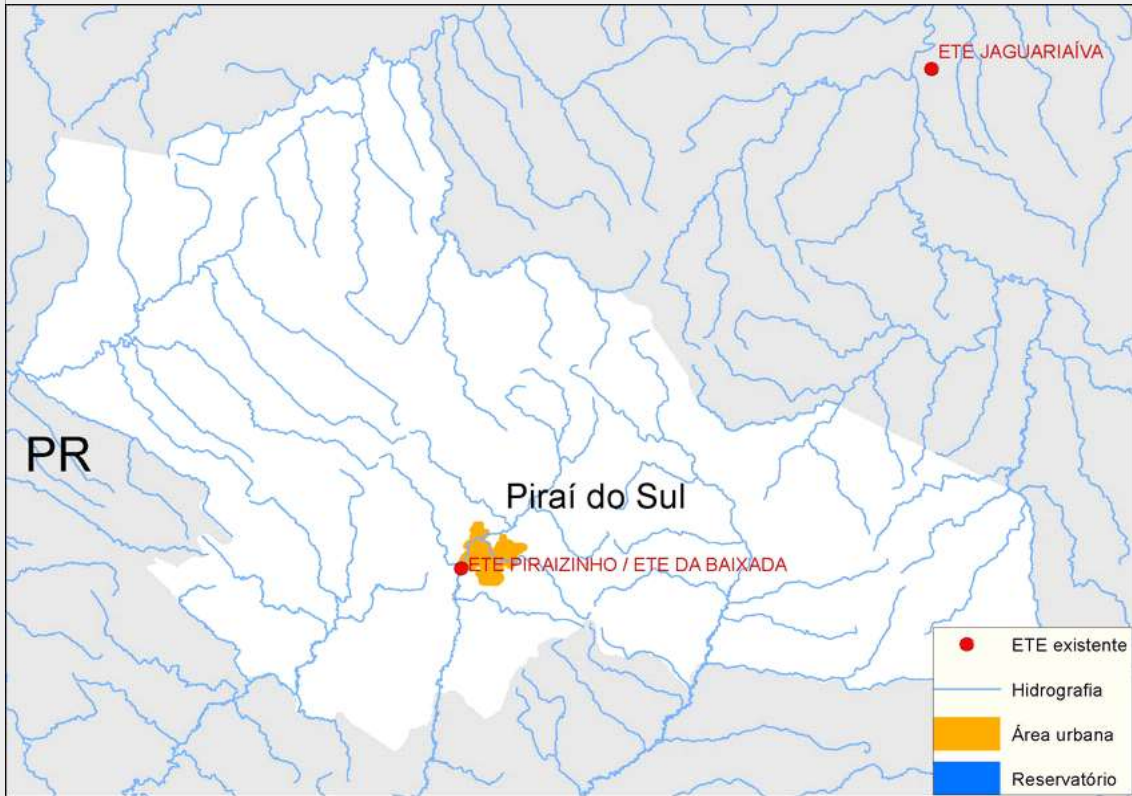 ETE JAGUARIAÍVA
PR
Piraí do Sul
ETE PIRAIZINHO / ETE DA BAIXADA
ETE existente
Hidrografia
Área urbana
Reservatório